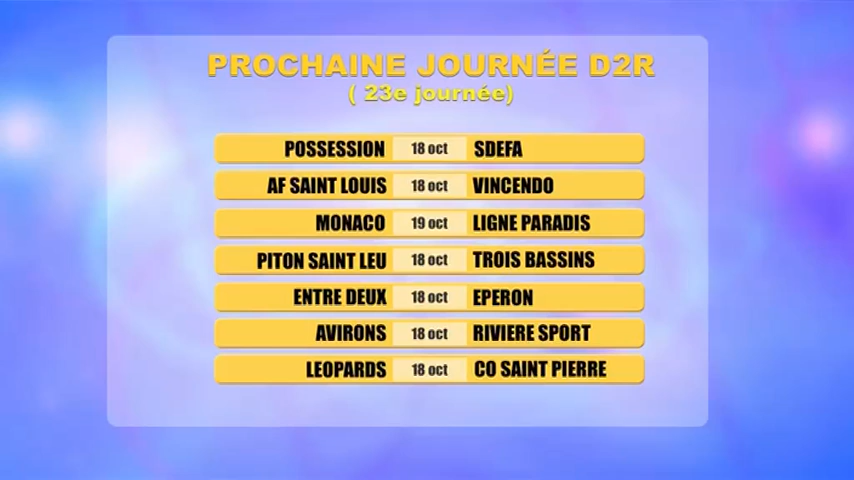 PROCHAINE JOURNÉE D2R
( 23e journée)
POSSESSION 18 oct SDEFA
AF SAINT LOUIS 18 oct VINCENDO
MONACO 19 oct LIGNE PARADIS
PITON SAINT LEU 18 oct TROIS BASSINS
ENTRE DEUX 18 oct EPERON
AVIRONS 18 oct RIVIERE SPORT
LEOPARDS 18 oct CO SAINT PIERRE